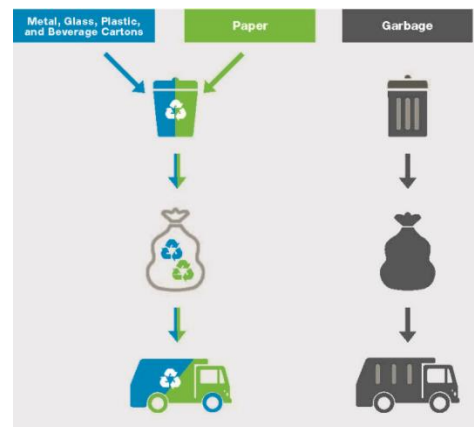 Metal, Glass, Plastic,
and Beverage Cartons
Paper
Garbage